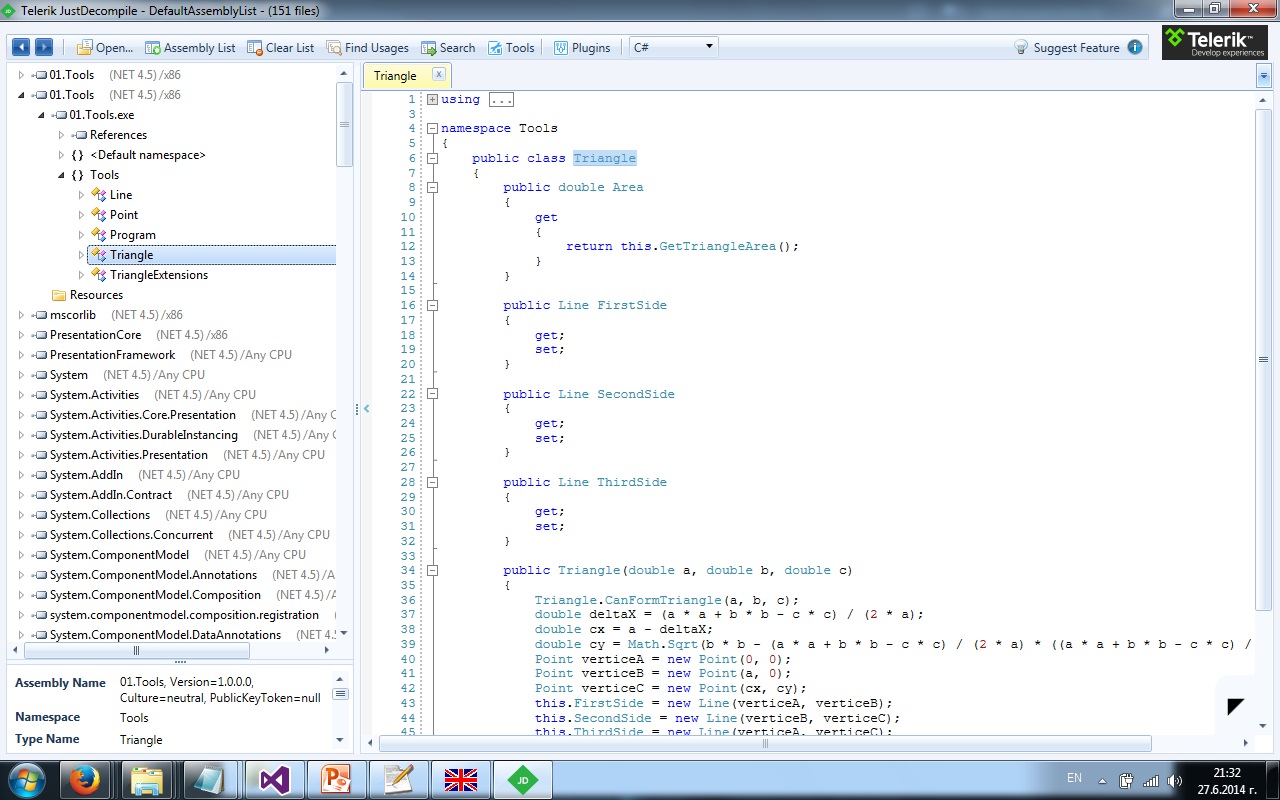 Telerik JustDecompile - DefaultAssemblyList - (151 files)
Open... Assembly List Clear List Find Usages Search Tools Plugins C# Suggest Feature
Telerik™
Develop experiences
01.Tools (NET 4.5) /x86
01.Tools (NET 4.5) /x86
01.Tools.exe
References
{} <Default namespace>
{} Tools
Line
Point
Program
Triangle
TriangleExtensions
Resources
mscorlib (NET 4.5) /x86
PresentationCore (NET 4.5) /x86
PresentationFramework (NET 4.5) /Any CPU
System (NET 4.5) /Any CPU
System.Activities (NET 4.5) /Any CPU
System.Activities.Core.Presentation (NET 4.5) /Any C
System.Activities.DurableInstancing (NET 4.5) /Any C
System.Activities.Presentation (NET 4.5) /Any CPU
System.AddIn (NET 4.5) /Any CPU
System.AddIn.Contract (NET 4.5) /Any CPU
System.Collections (NET 4.5) /Any CPU
System.Collections.Concurrent (NET 4.5) /Any CPU
System.ComponentModel (NET 4.5) /Any CPU
System.ComponentModel.Annotations (NET 4.5) /An
System.ComponentModel.Composition (NET 4.5) /An
system.componentmodel.composition.registration
System.ComponentModel.DataAnnotations (NET 4.
Assembly Name 01.Tools, Version=1.0.0.0,
Culture=neutral, PublicKeyToken=null
Namespace Tools
Type Name Triangle
Triangle x
1 using ...
3
4 namespace Tools
5 {
6 public class Triangle
7 {
8 public double Area
9 {
10 get
11 {
12 return this.GetTriangleArea();
13 }
14 }
15
16 public Line FirstSide
17 {
18 get;
19 set;
20 }
21
22 public Line SecondSide
23 {
24 get;
25 set;
26 }
27
28 public Line ThirdSide
29 {
30 get;
31 set;
32 }
33
34 public Triangle(double a, double b, double c)
35 {
36 Triangle.CanFormTriangle(a, b, c);
37 double deltaX = (a * a + b * b - c * c) / (2 * a);
38 double cx = a - deltaX;
39 double cy = Math.Sqrt(b * b - (a * a + b * b - c * c) / (2 * a) * ((a * a + b * b - c * c) /
40 Point verticeA = new Point(0, 0);
41 Point verticeB = new Point(a, 0);
42 Point verticeC = new Point(cx, cy);
43 this.FirstSide = new Line(verticeA, verticeB);
44 this.SecondSide = new Line(verticeB, verticeC);
45 this.ThirdSide = new Line(verticeA, verticeC);
JD
EN
21:32
27.6.2014 г.